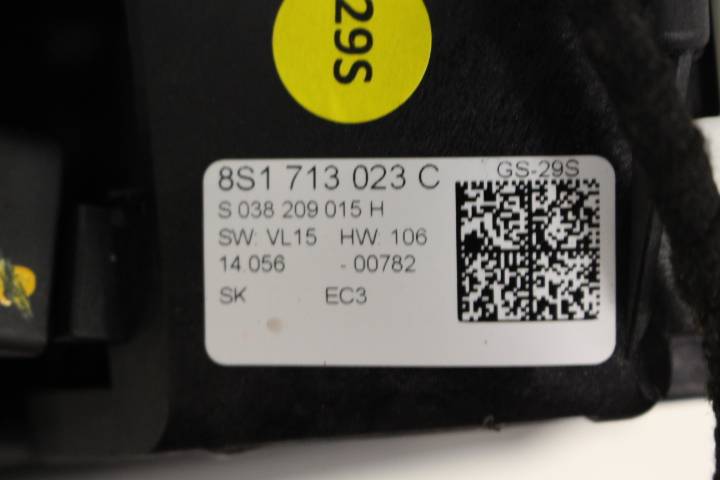 29S
8S1 713 023 C
GS-29S
S 038 209 015 H
SW: VL15 HW: 106
14 056 - 00782
SK EC3